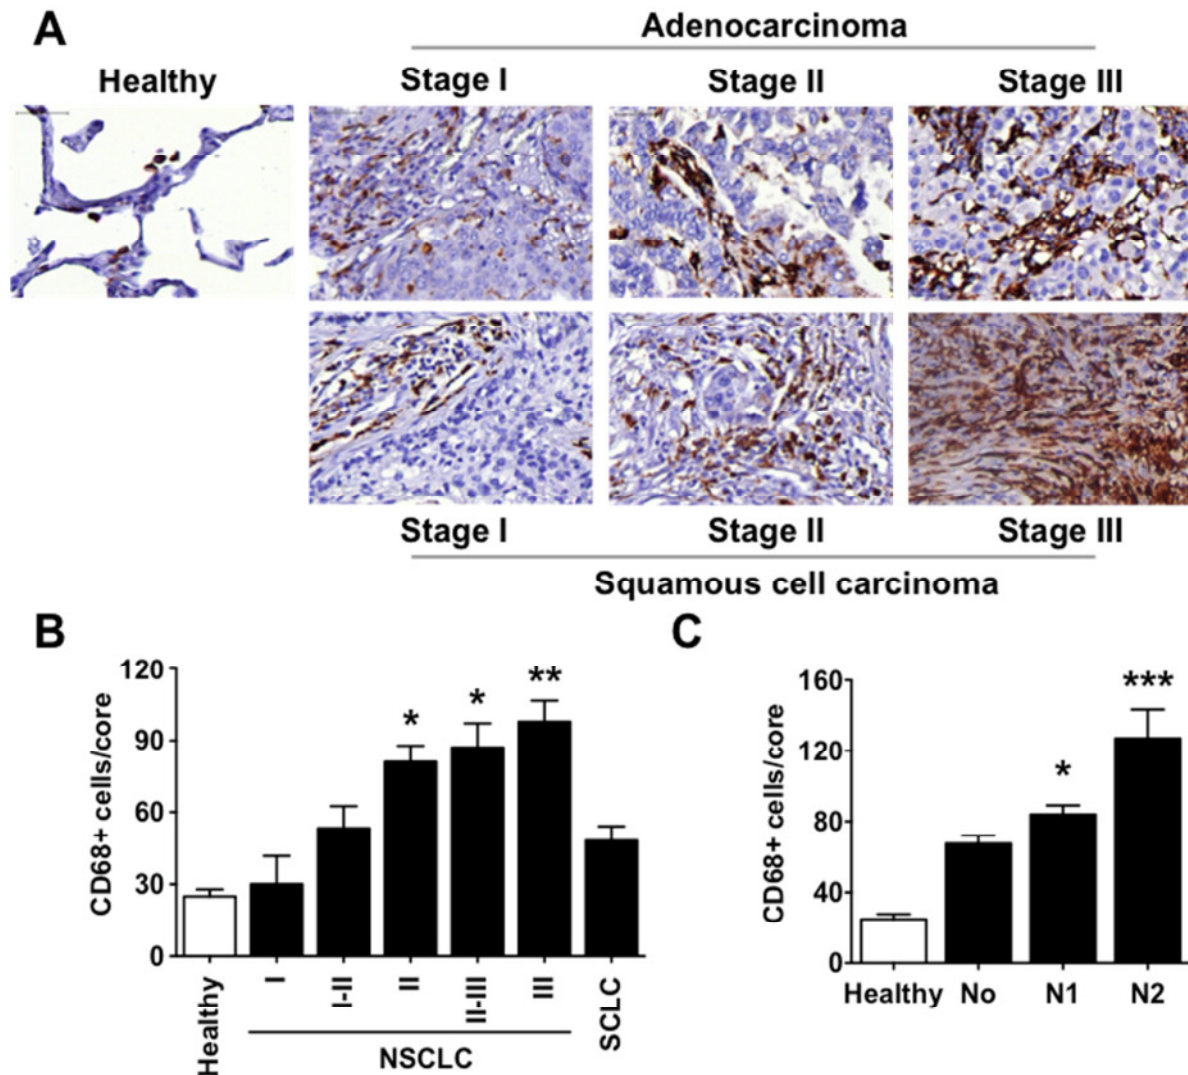 A
Adenocarcinoma
Healthy
Stage I
Stage II
Stage III
Stage I
Stage II
Stage III
Squamous cell carcinoma
B
CD68+ cells/core
120
90
60
30
0
*
*
**
Healthy
I
I-II
II
II-III
III
SCLC
NSCLC
C
CD68+ cells/core
160
120
80
40
0
*
***
Healthy
No
N1
N2